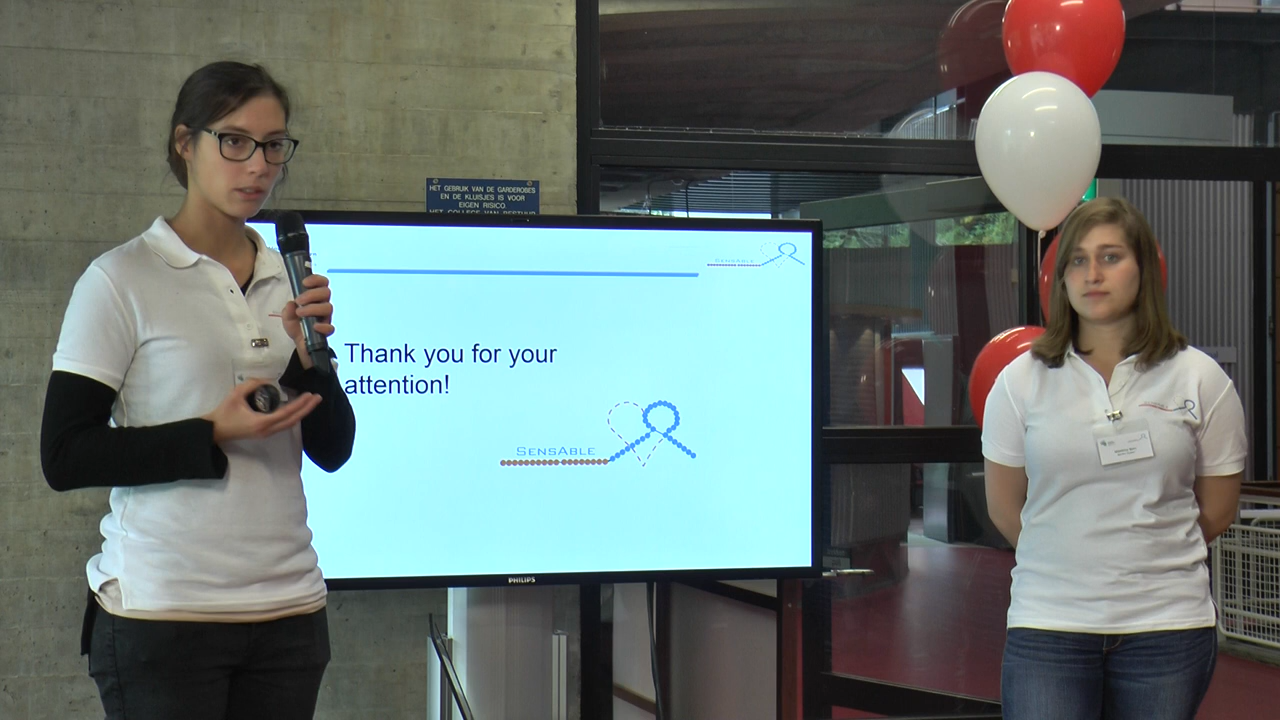 HET GEBRUIK VAN DE GARDEROBES
EN DE KLUISJES IS VOOR
EIGEN RISICO
HET COLLEGE VAN BESTUUR
SENSABLE
Thank you for your
attention!
SENSABLE
PHILIPS